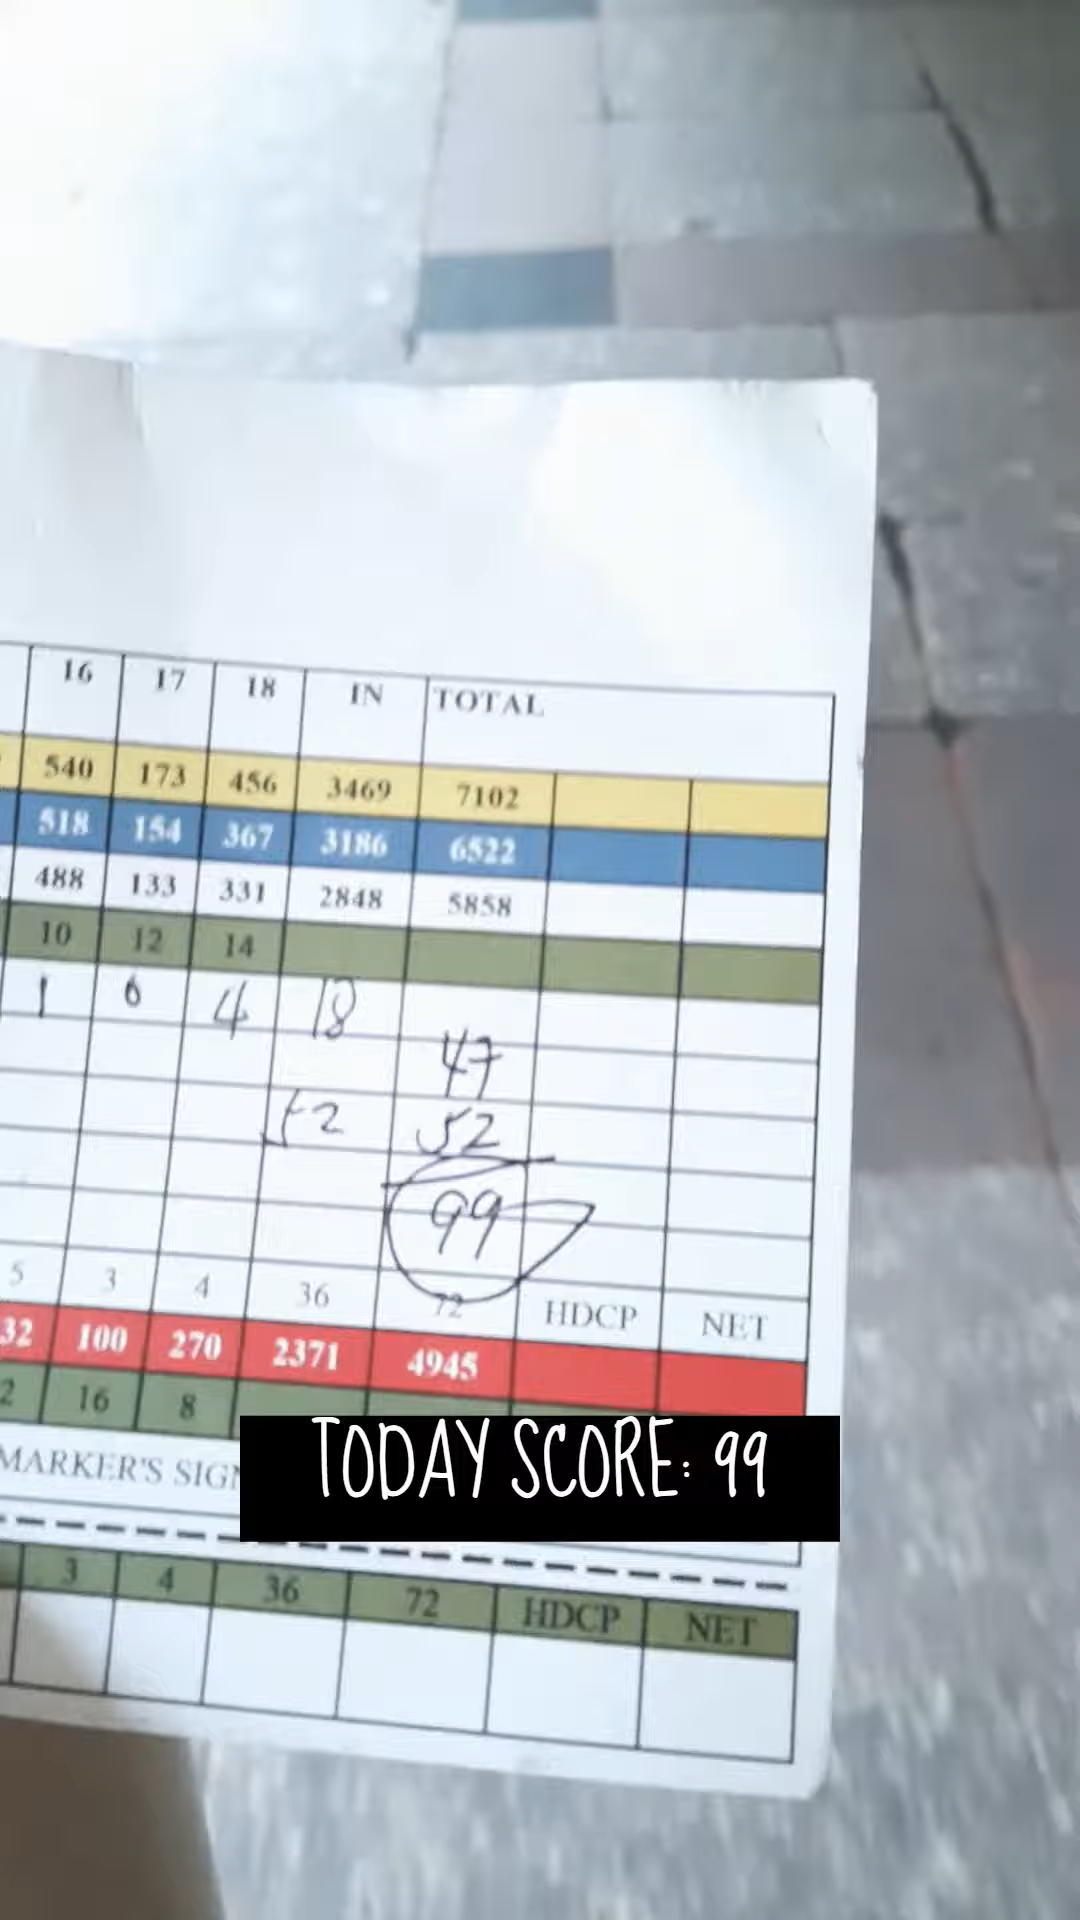 16 17 18 IN TOTAL
540 173 456 3469 7102
518 154 367 3186 6522
488 133 331 2848 5858
10 12 14
1 0 4 18
47
52 52
99
5 3 4 36 72 HDCP NET
32 100 270 2371 4945
2 16 8
MARKER'S SIGN
TODAY SCORE: 99
3 4 36 72 HDCP NET